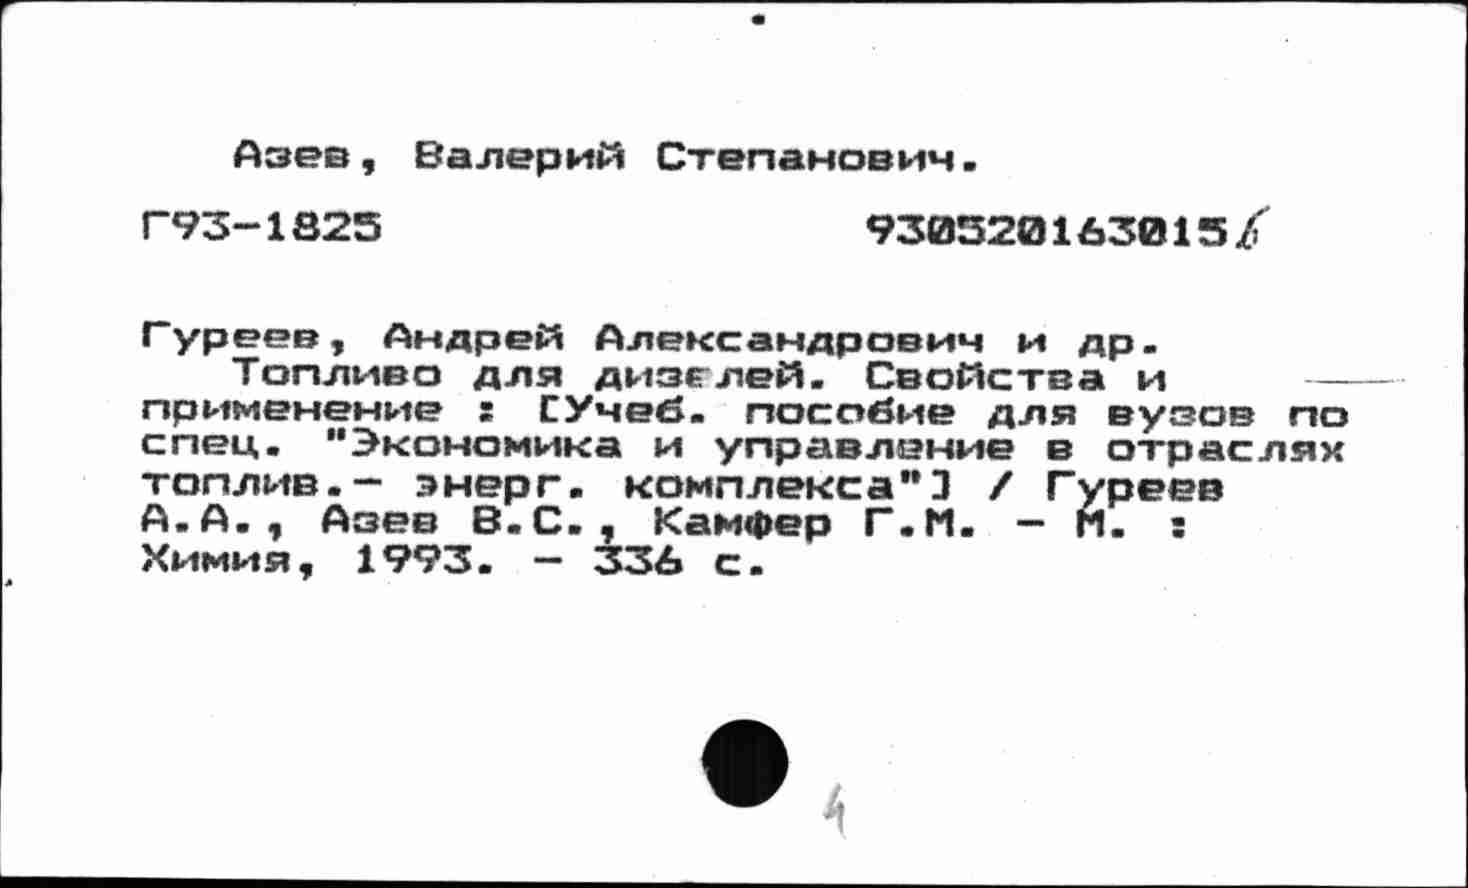 Азев, Валерий Степанович.
Г93-1825 9305201630156
Гуреев, Андрей Александрович и др.
Топливо для дизелей. Свойства и
применение : [Учеб. пособие для вузов по
спец. "Экономика и управление в отраслях
топлив.- энерг. комплекса"] / Гуреев
А.А., Азев В.С., Камфер Г.М. - М. :
Химия, 1993. - 336 с.
4